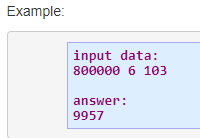 Example:
input data:
800000 6 103
answer:
9957